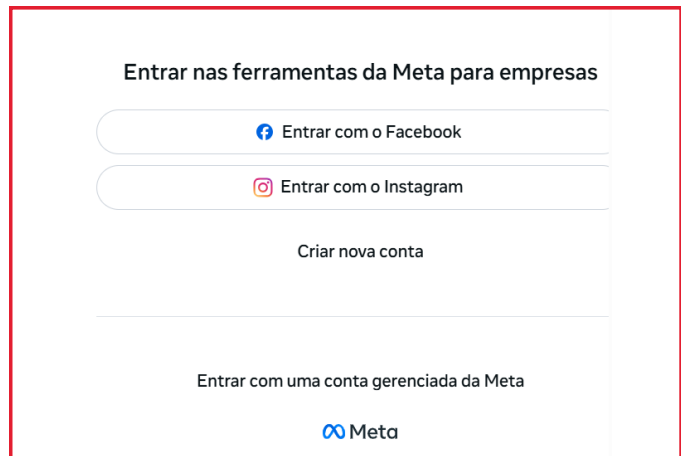 Entrar nas ferramentas da Meta para empresas
Entrar com o Facebook
Entrar com o Instagram
Criar nova conta
Entrar com uma conta gerenciada da Meta
Meta